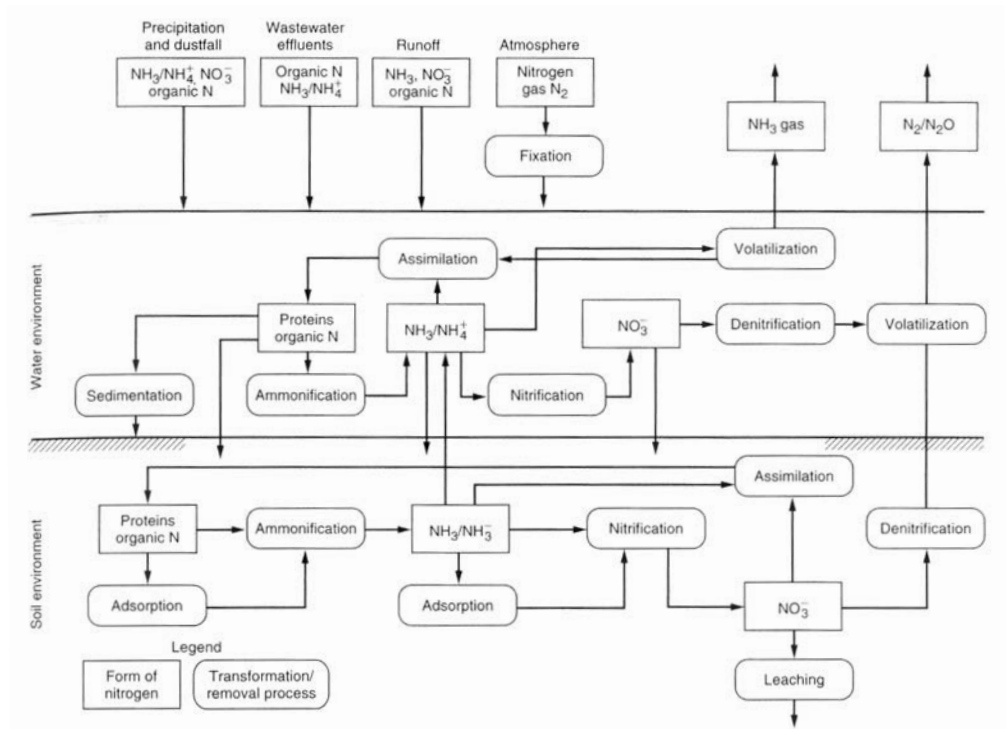 Precipitation
and dustfall
NH₃/NH₄⁺, NO₃⁻
organic N
Wastewater
effluents
Organic N
NH₃/NH₄⁺
Runoff
NH₃, NO₃⁻
organic N
Atmosphere
Nitrogen
gas N₂
Fixation
NH₃ gas
N₂/N₂O
Water environment
Assimilation
Volatilization
Proteins
organic N
NH₃/NH₄⁺
NO₃⁻
Denitrification
Volatilization
Sedimentation
Ammonification
Nitrification
Soil environment
Assimilation
Proteins
organic N
Ammonification
NH₃/NH₃⁻
Nitrification
Denitrification
Adsorption
Adsorption
NO₃⁻
Leaching
Legend
Form of
nitrogen
Transformation/
removal process